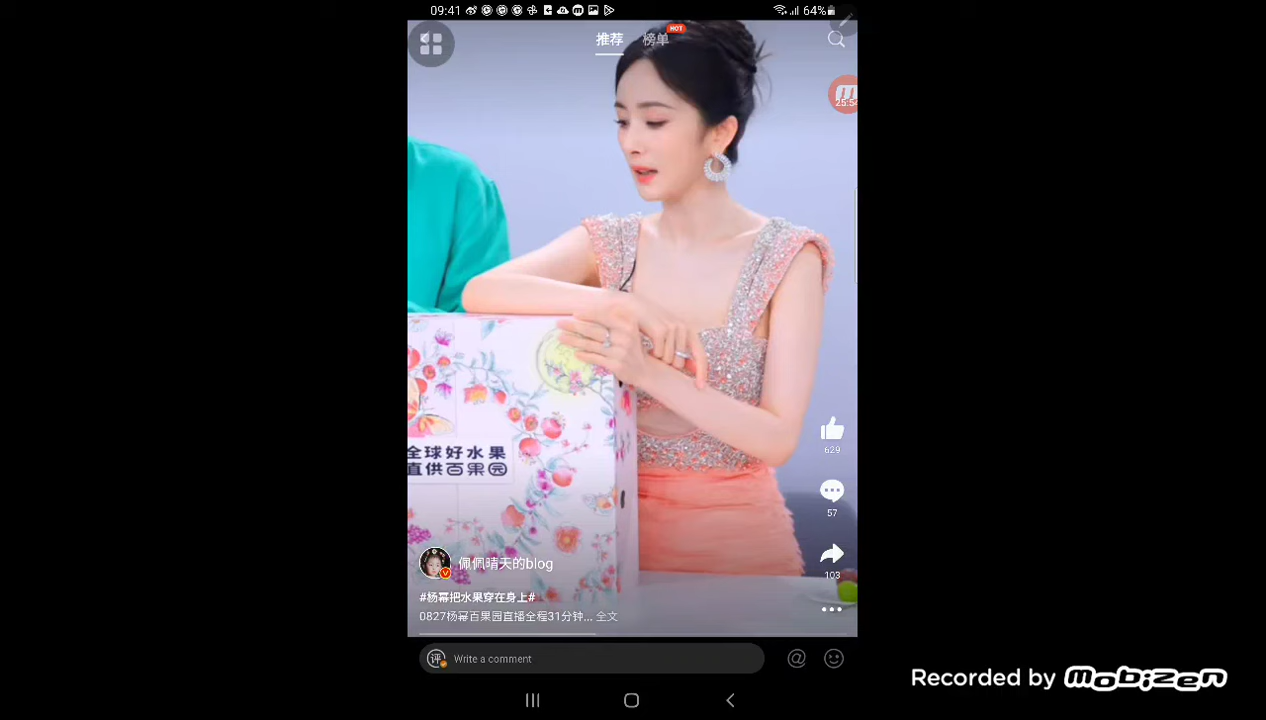 09:41
64%
推荐
榜单
HOT
25:54
全球好水果
直供百果园
629
57
103
佩佩晴天的blog
#杨幂把水果穿在身上#
0827杨幂百果园直播全程31分钟... 全文
评
Write a comment
@
Recorded by mobizen